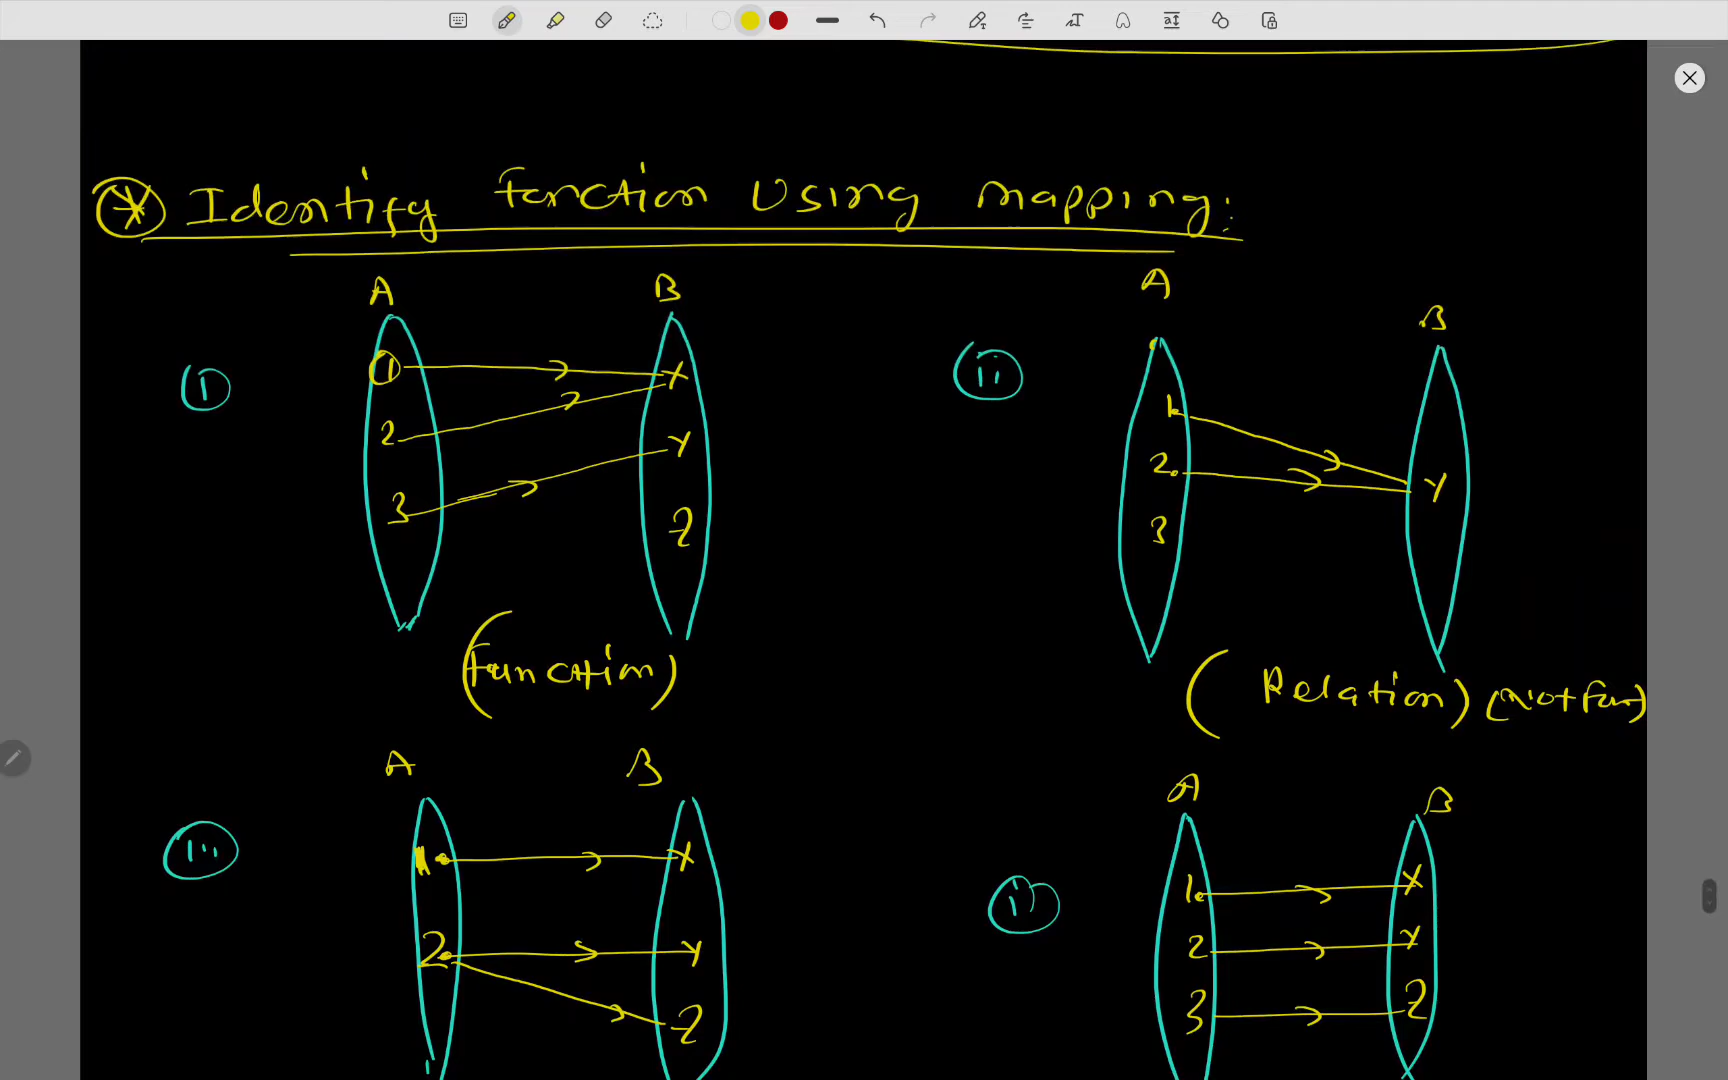 * Identify Function Using mapping:
A B
(i)
1 X
2 Y
3 Z
(Function)
A B
(ii)
1
2 Y
3
(Relation) (not fun)
A B
(iii)
1 X
2 Y
Z
A B
(iv)
1 X
2 Y
3 Z